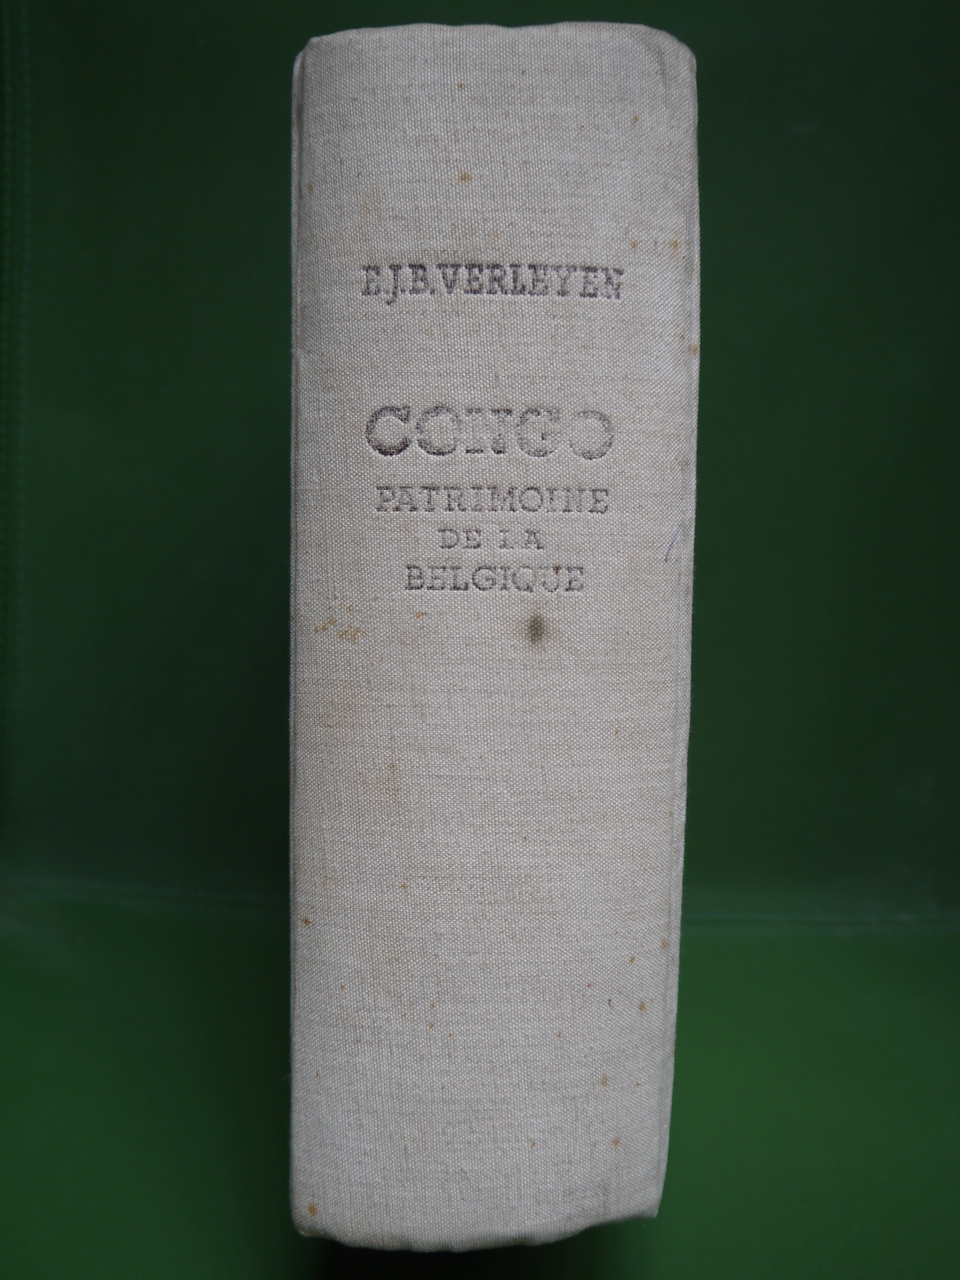 E.J.B.VERLEYEN
CONGO
PATRIMOINE
DE LA
BELGIQUE